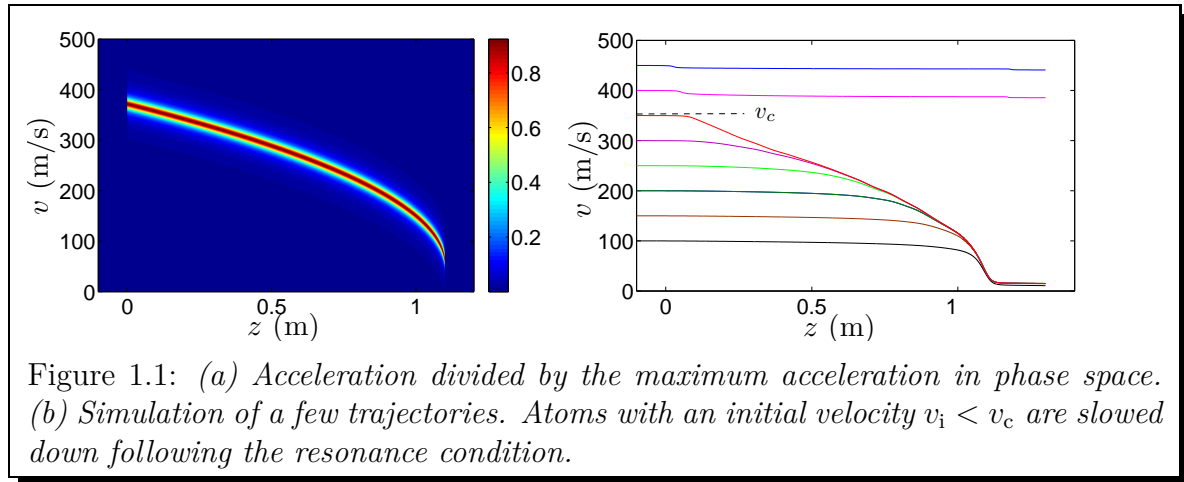 500
400
300
200
100
0
v (m/s)
0 0.5 1
z (m)
0.8
0.6
0.4
0.2
500
400
300
200
100
0
v (m/s)
v_c
0 0.5 1
z (m)
Figure 1.1: (a) Acceleration divided by the maximum acceleration in phase space.
(b) Simulation of a few trajectories. Atoms with an initial velocity v_i < v_c are slowed
down following the resonance condition.